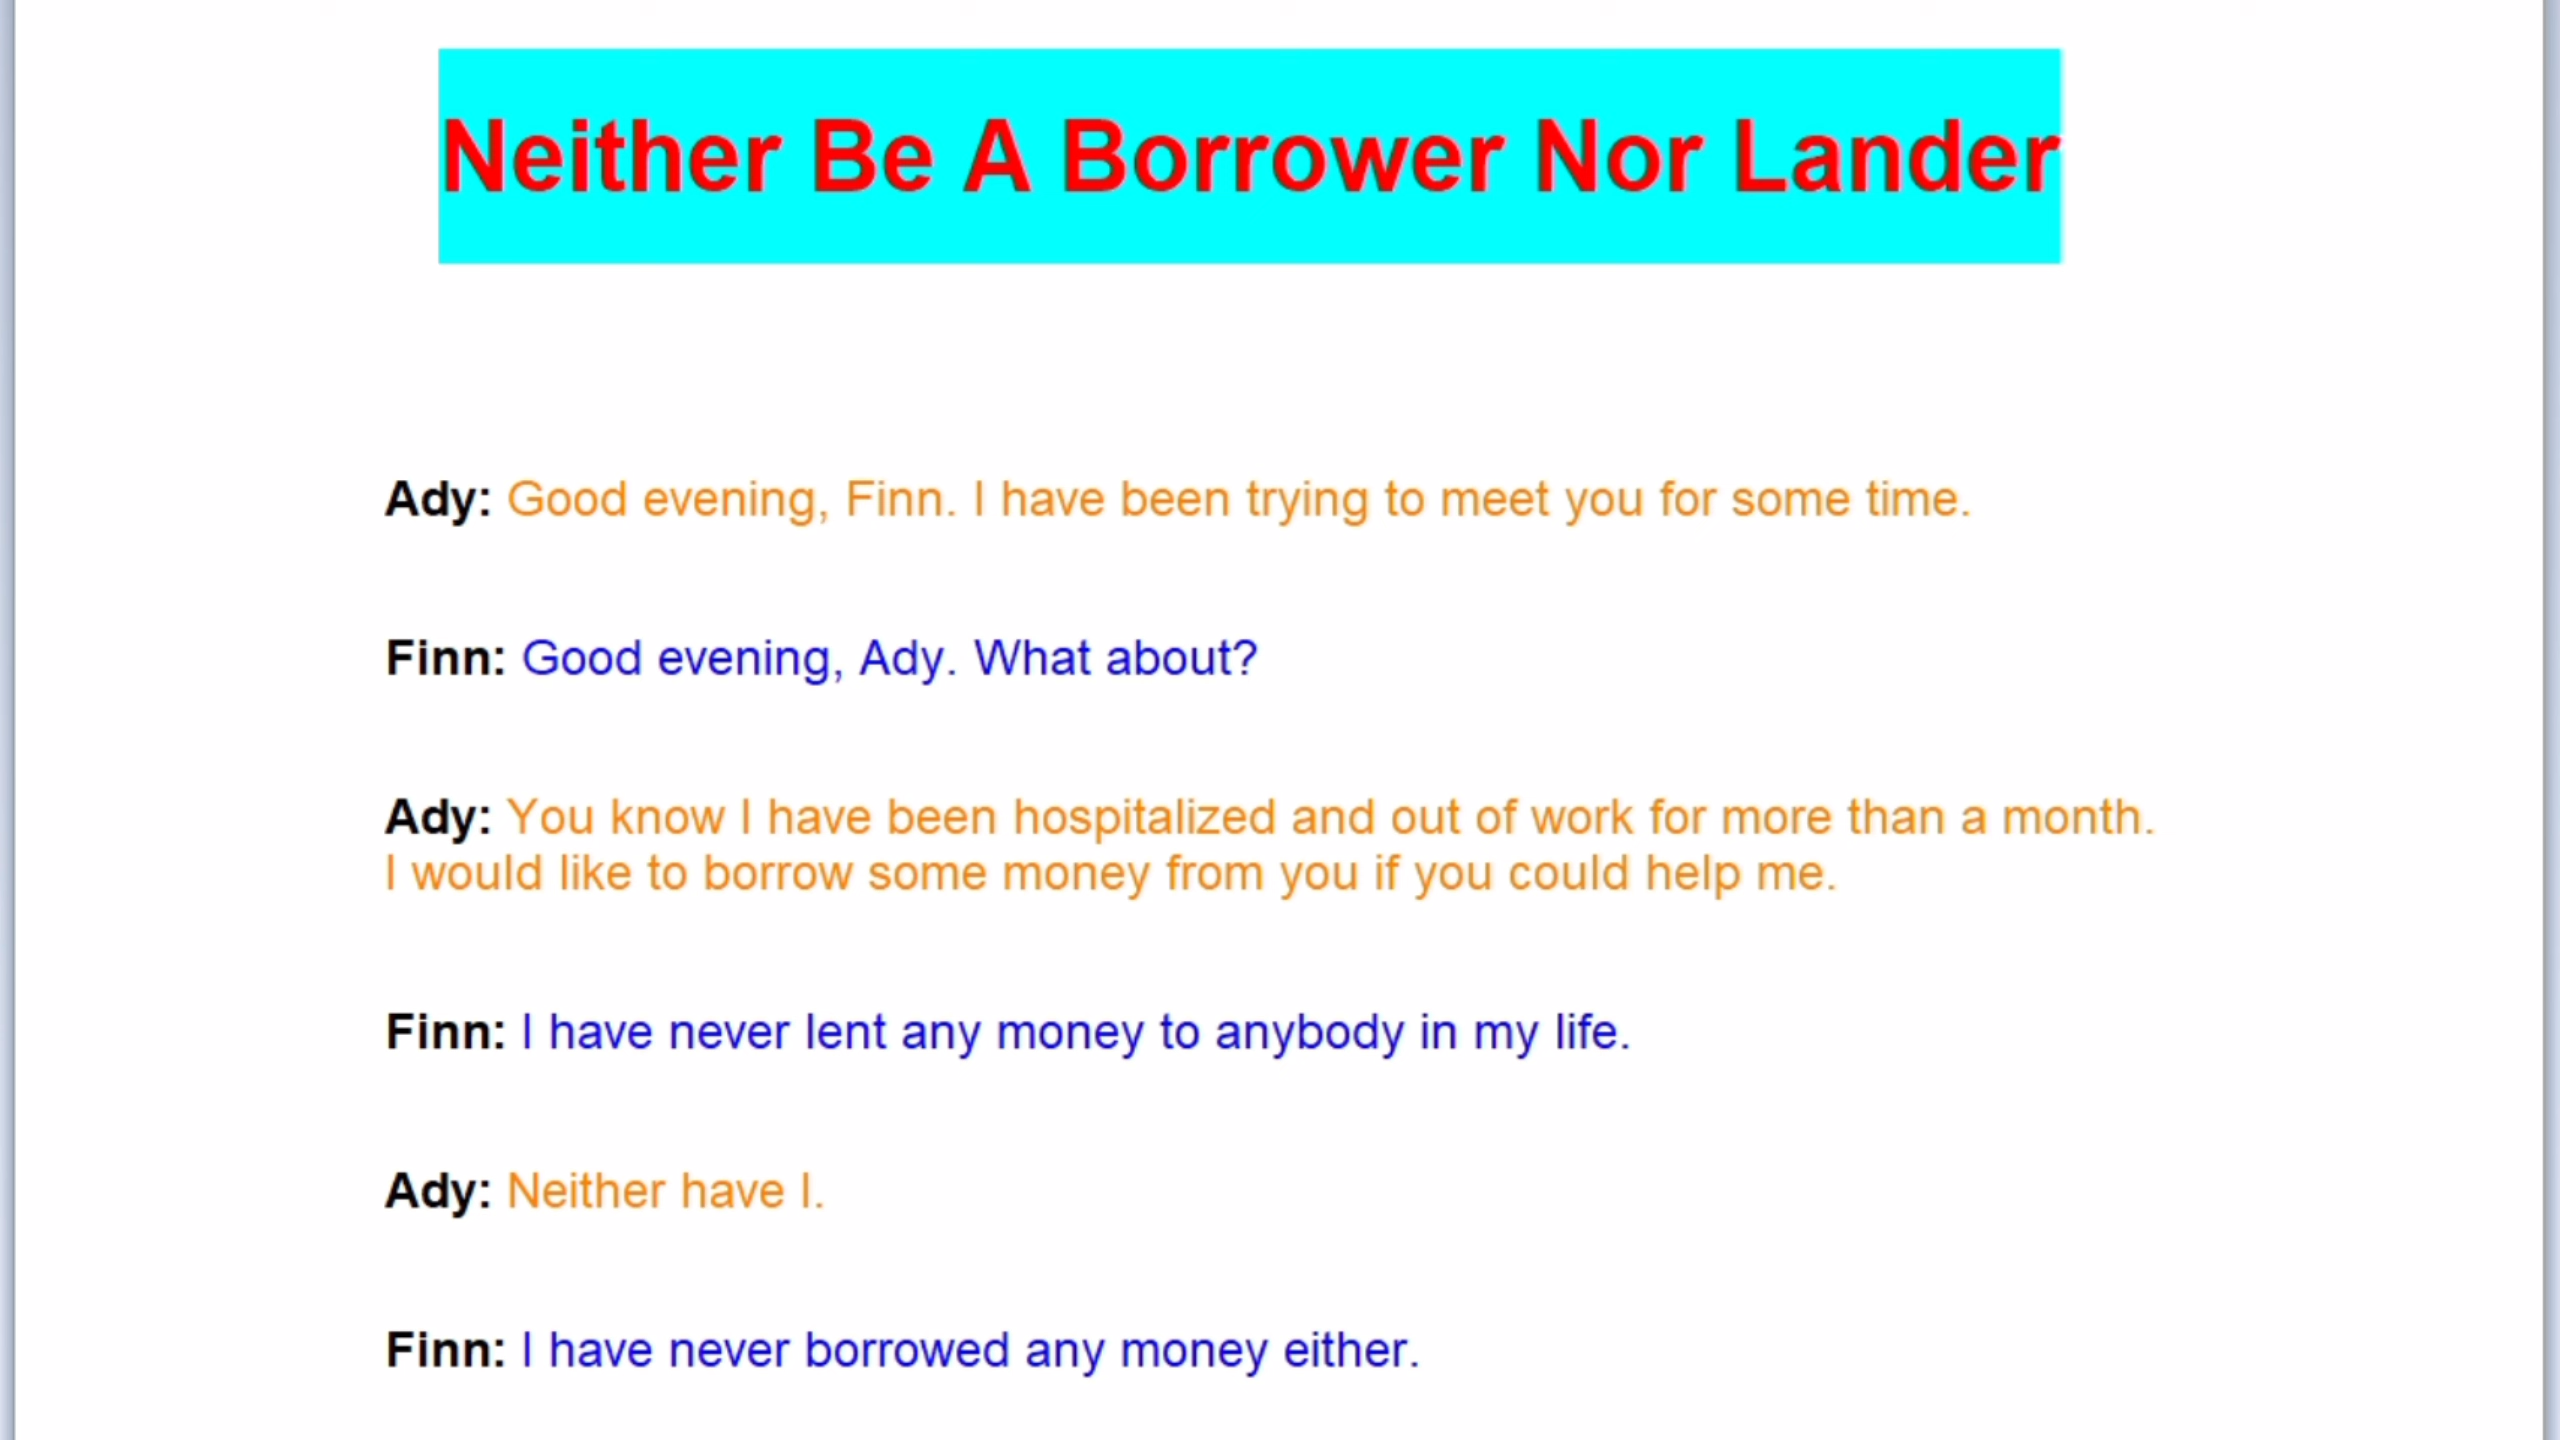 Neither Be A Borrower Nor Lander
Ady: Good evening, Finn. I have been trying to meet you for some time.
Finn: Good evening, Ady. What about?
Ady: You know I have been hospitalized and out of work for more than a month.
I would like to borrow some money from you if you could help me.
Finn: I have never lent any money to anybody in my life.
Ady: Neither have I.
Finn: I have never borrowed any money either.